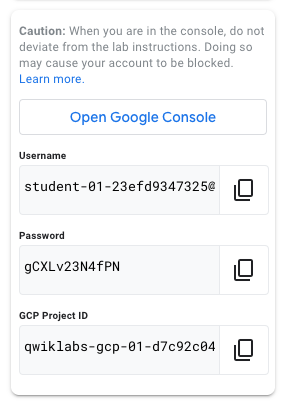 Caution: When you are in the console, do not
deviate from the lab instructions. Doing so
may cause your account to be blocked.
Learn more.
Open Google Console
Username
student-01-23efd9347325@
Password
gCXLv23N4fPN
GCP Project ID
qwiklabs-gcp-01-d7c92c04